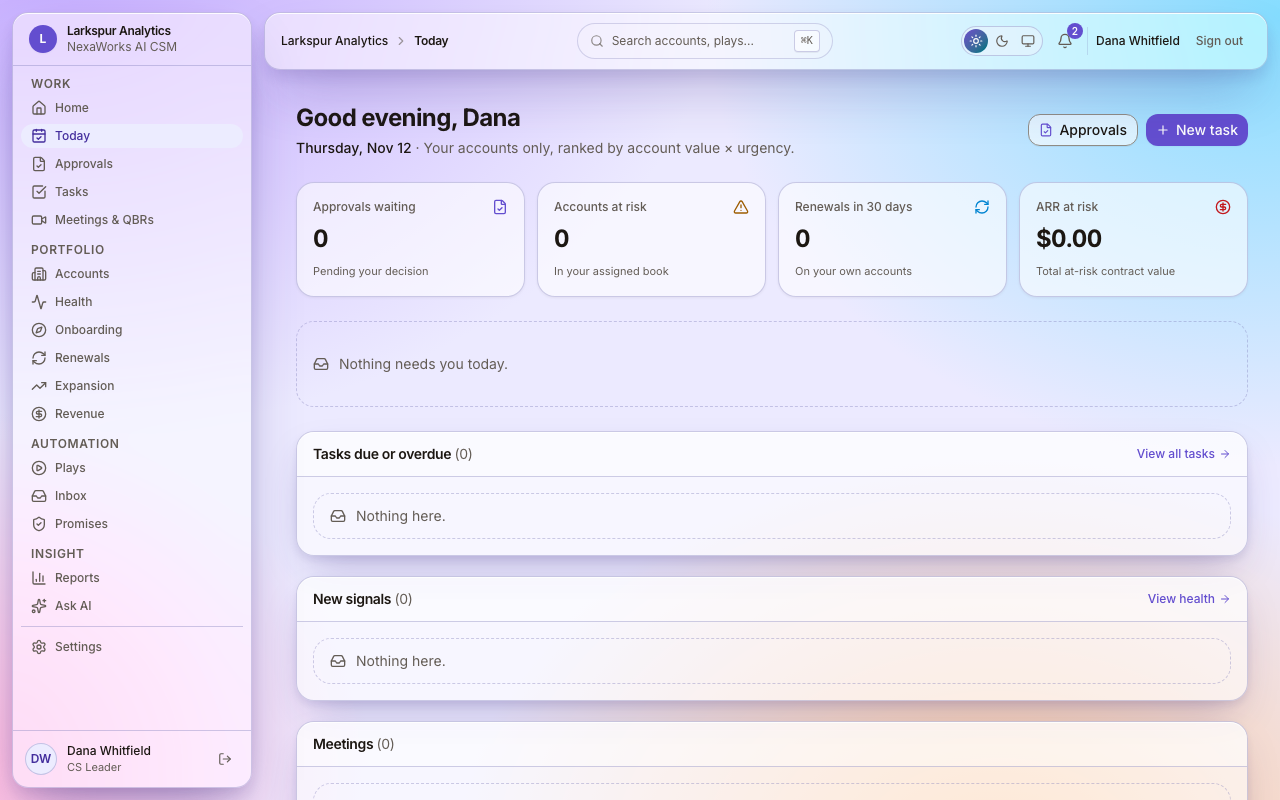 L
Larkspur Analytics
NexaWorks AI CSM
WORK
Home
Today
Approvals
Tasks
Meetings & QBRs
PORTFOLIO
Accounts
Health
Onboarding
Renewals
Expansion
Revenue
AUTOMATION
Plays
Inbox
Promises
INSIGHT
Reports
Ask AI
Settings
DW
Dana Whitfield
CS Leader
Larkspur Analytics > Today
Search accounts, plays... ⌘K
2
Dana Whitfield Sign out
Good evening, Dana
Thursday, Nov 12 · Your accounts only, ranked by account value × urgency.
Approvals
New task
Approvals waiting
0
Pending your decision
Accounts at risk
0
In your assigned book
Renewals in 30 days
0
On your own accounts
ARR at risk
$0.00
Total at-risk contract value
Nothing needs you today.
Tasks due or overdue (0)
View all tasks →
Nothing here.
New signals (0)
View health →
Nothing here.
Meetings (0)